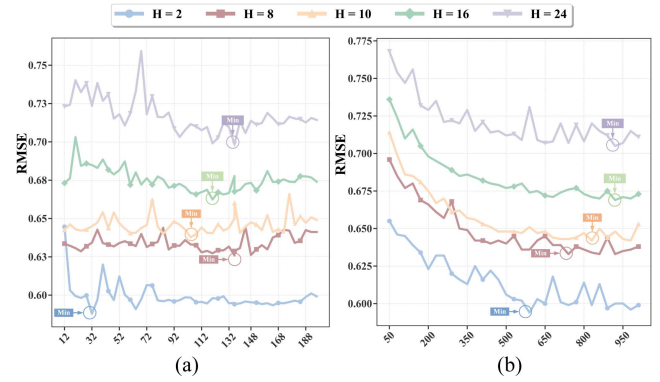 H = 2 H = 8 H = 10 H = 16 H = 24
RMSE
0.75
0.73
0.70
0.68
0.65
0.63
0.60
Min
Min
Min
Min
Min
12 32 52 72 92 112 132 148 168 188
(a)
RMSE
0.775
0.750
0.725
0.700
0.675
0.650
0.625
0.600
Min
Min
Min
Min
Min
50 200 350 500 650 800 950
(b)